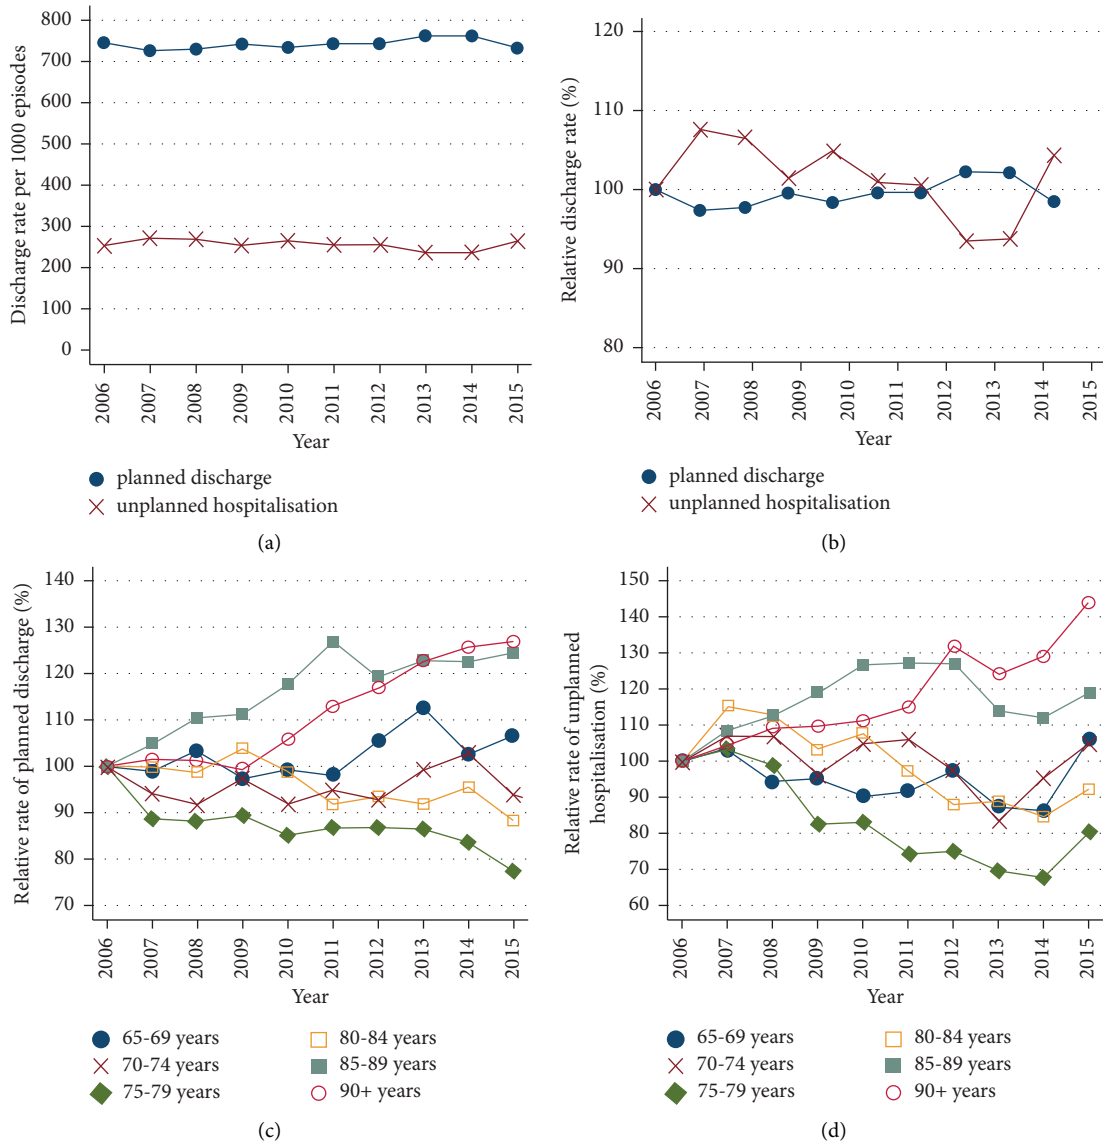 Discharge rate per 1000 episodes
800
700
600
500
400
300
200
100
0
2006
2007
2008
2009
2010
2011
2012
2013
2014
2015
Year
planned discharge
unplanned hospitalisation
(a)
Relative discharge rate (%)
120
110
100
90
80
2006
2007
2008
2009
2010
2011
2012
2013
2014
2015
Year
planned discharge
unplanned hospitalisation
(b)
Relative rate of planned discharge (%)
140
130
120
110
100
90
80
70
2006
2007
2008
2009
2010
2011
2012
2013
2014
2015
Year
65-69 years
70-74 years
75-79 years
80-84 years
85-89 years
90+ years
(c)
Relative rate of unplanned
hospitalisation (%)
150
140
130
120
110
100
90
80
70
60
2006
2007
2008
2009
2010
2011
2012
2013
2014
2015
Year
65-69 years
70-74 years
75-79 years
80-84 years
85-89 years
90+ years
(d)